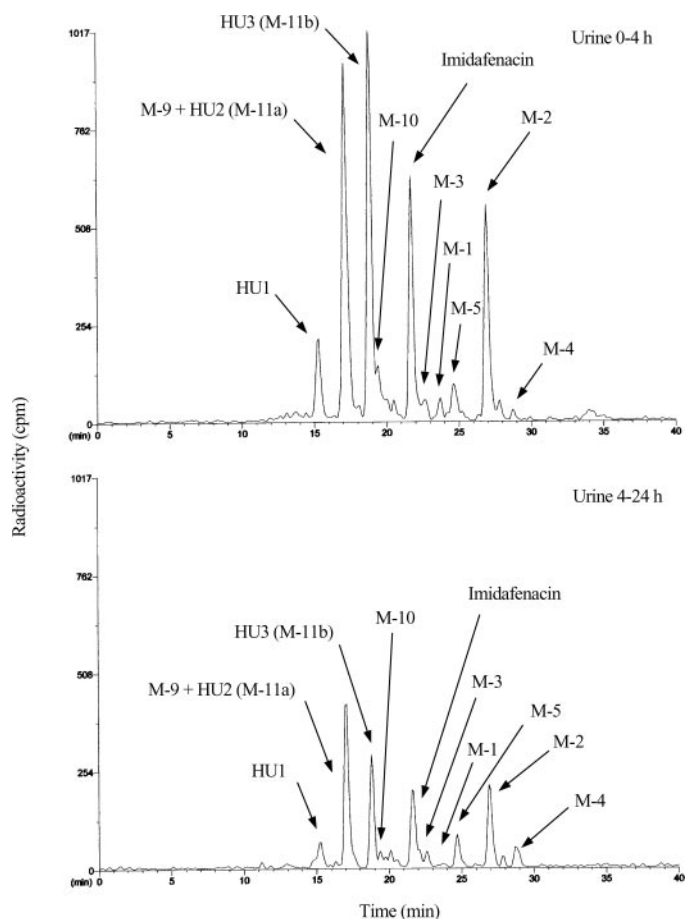 1017
HU3 (M-11b)
Urine 0-4 h
Imidafenacin
762
M-9 + HU2 (M-11a)
M-10
M-2
M-3
508
M-1
HU1
M-5
254
M-4
0
(min) 0 5 10 15 20 25 30 35 40
Radioactivity (cpm)
1017
Urine 4-24 h
762
Imidafenacin
M-10
HU3 (M-11b)
508
M-3
M-9 + HU2 (M-11a)
M-5
M-1
M-2
254
HU1
M-4
0
(min) 0 5 10 15 20 25 30 35 40
Time (min)